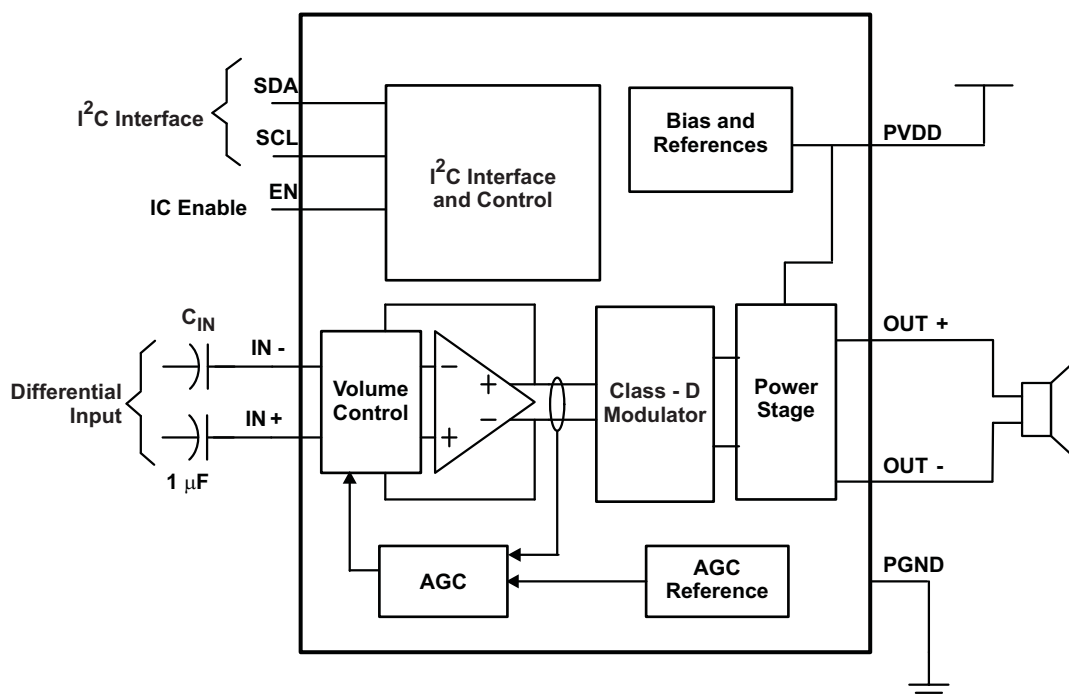 SDA
I²C Interface
SCL
EN
IC Enable
I²C Interface
and Control
Bias and
References
PVDD
C_IN
IN -
Differential
Input
IN +
1 μF
Volume
Control
−
+
+
−
Class - D
Modulator
Power
Stage
OUT +
OUT -
AGC
AGC
Reference
PGND